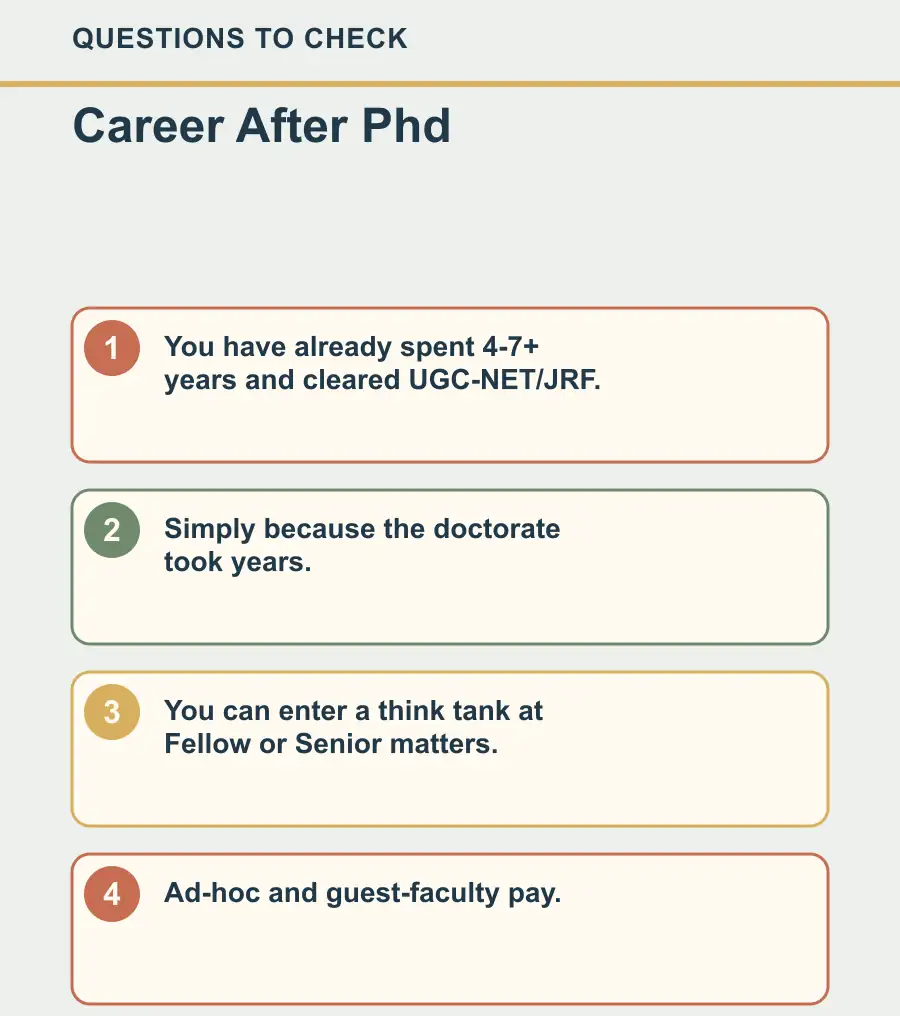 QUESTIONS TO CHECK
Career After Phd
1
You have already spent 4-7+
years and cleared UGC-NET/JRF.
2
Simply because the doctorate
took years.
3
You can enter a think tank at
Fellow or Senior matters.
4
Ad-hoc and guest-faculty pay.